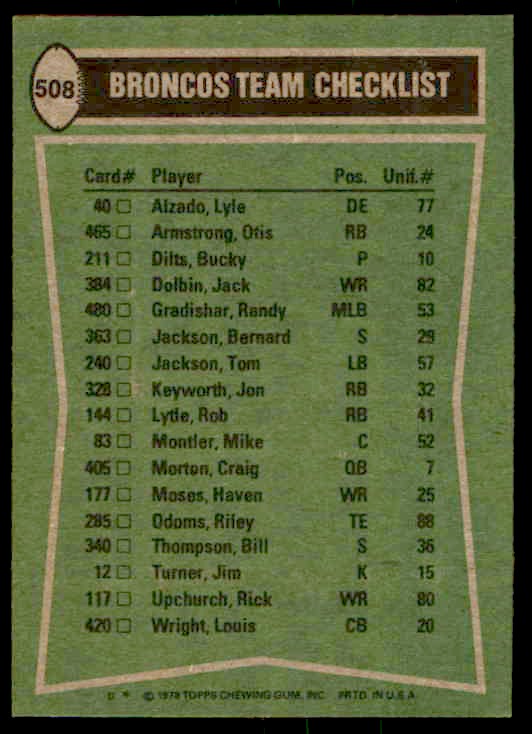 508 BRONCOS TEAM CHECKLIST
Card# Player Pos. Unif.#
40 Alzado, Lyle DE 77
465 Armstrong, Otis RB 24
211 Dilts, Bucky P 10
384 Dolbin, Jack WR 82
480 Gradishar, Randy MLB 53
363 Jackson, Bernard S 29
240 Jackson, Tom LB 57
328 Keyworth, Jon RB 32
144 Lytle, Rob RB 41
83 Montler, Mike C 52
405 Morton, Craig QB 7
177 Moses, Haven WR 25
285 Odoms, Riley TE 88
340 Thompson, Bill S 36
12 Turner, Jim K 15
117 Upchurch, Rick WR 80
420 Wright, Louis CB 20
D * © 1978 TOPPS CHEWING GUM, INC. PRTD. IN U.S.A.